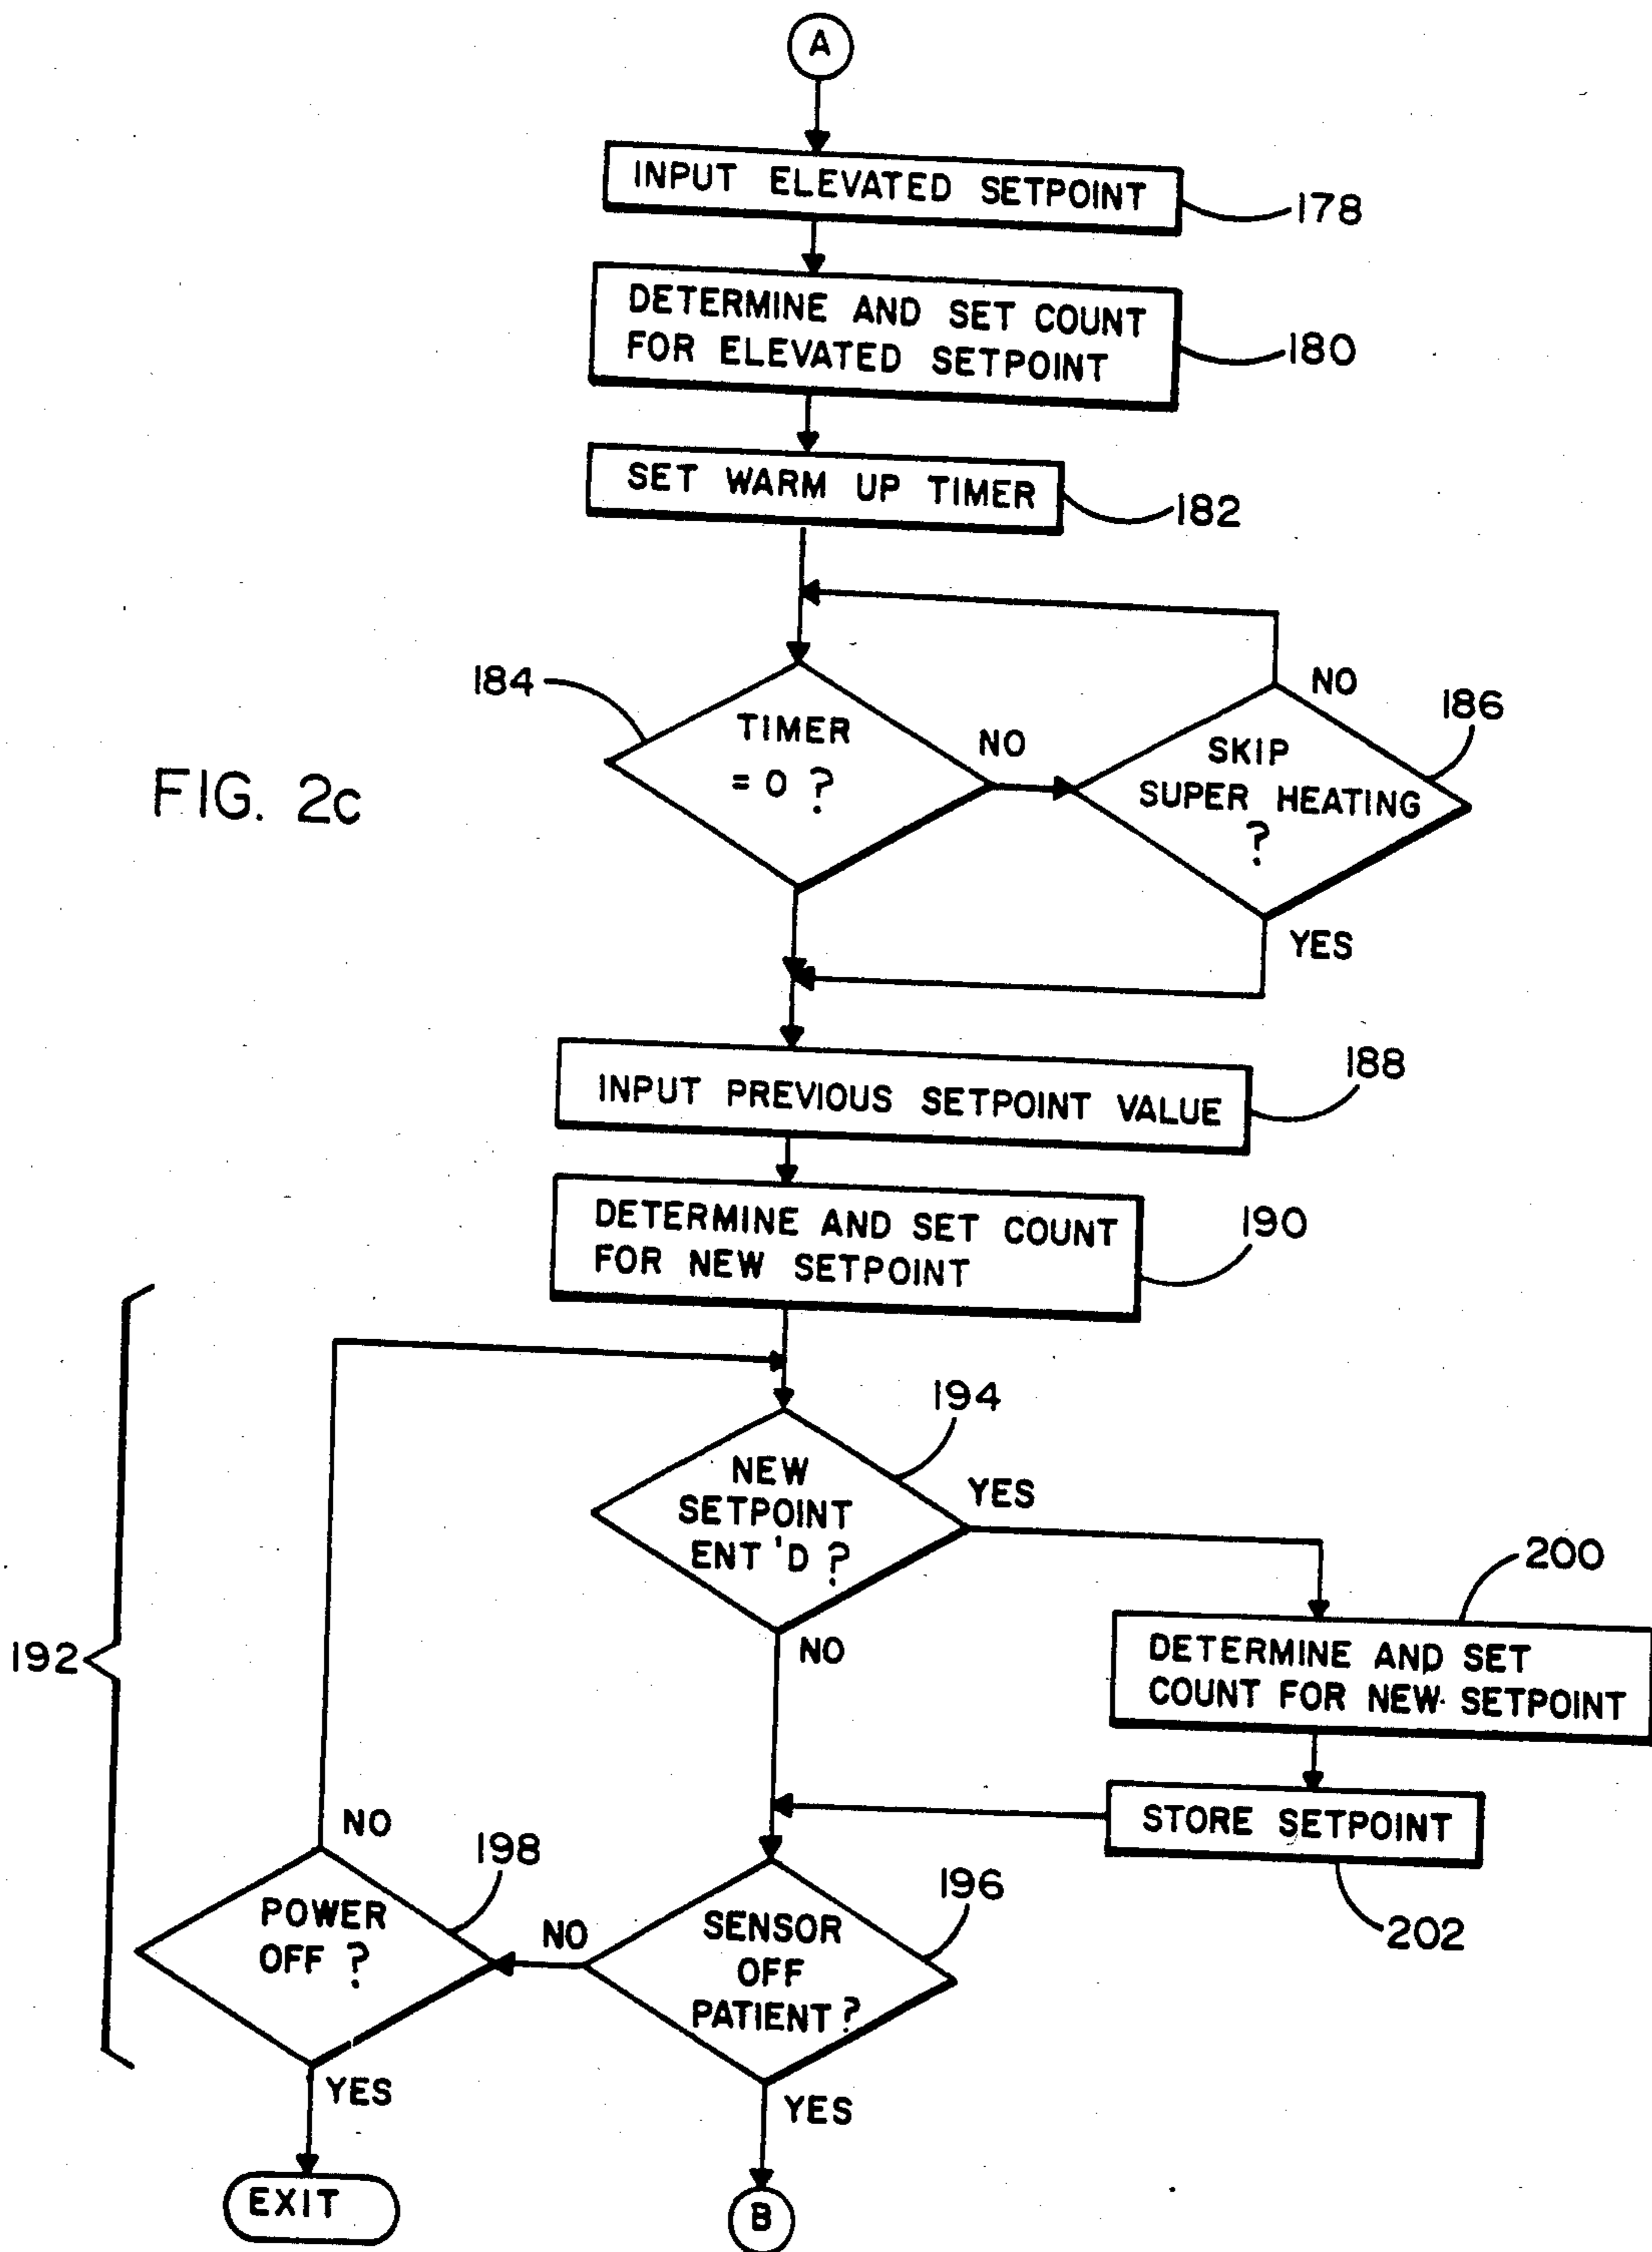 A
INPUT ELEVATED SETPOINT
178
DETERMINE AND SET COUNT
FOR ELEVATED SETPOINT
180
SET WARM UP TIMER
182
184
TIMER
= 0 ?
NO
NO
186
SKIP
SUPER HEATING
?
YES
FIG. 2c
INPUT PREVIOUS SETPOINT VALUE
188
DETERMINE AND SET COUNT
FOR NEW SETPOINT
190
192
194
NEW
SETPOINT
ENT'D ?
YES
NO
200
DETERMINE AND SET
COUNT FOR NEW SETPOINT
STORE SETPOINT
202
196
SENSOR
OFF
PATIENT ?
NO
YES
198
POWER
OFF ?
NO
YES
EXIT
B